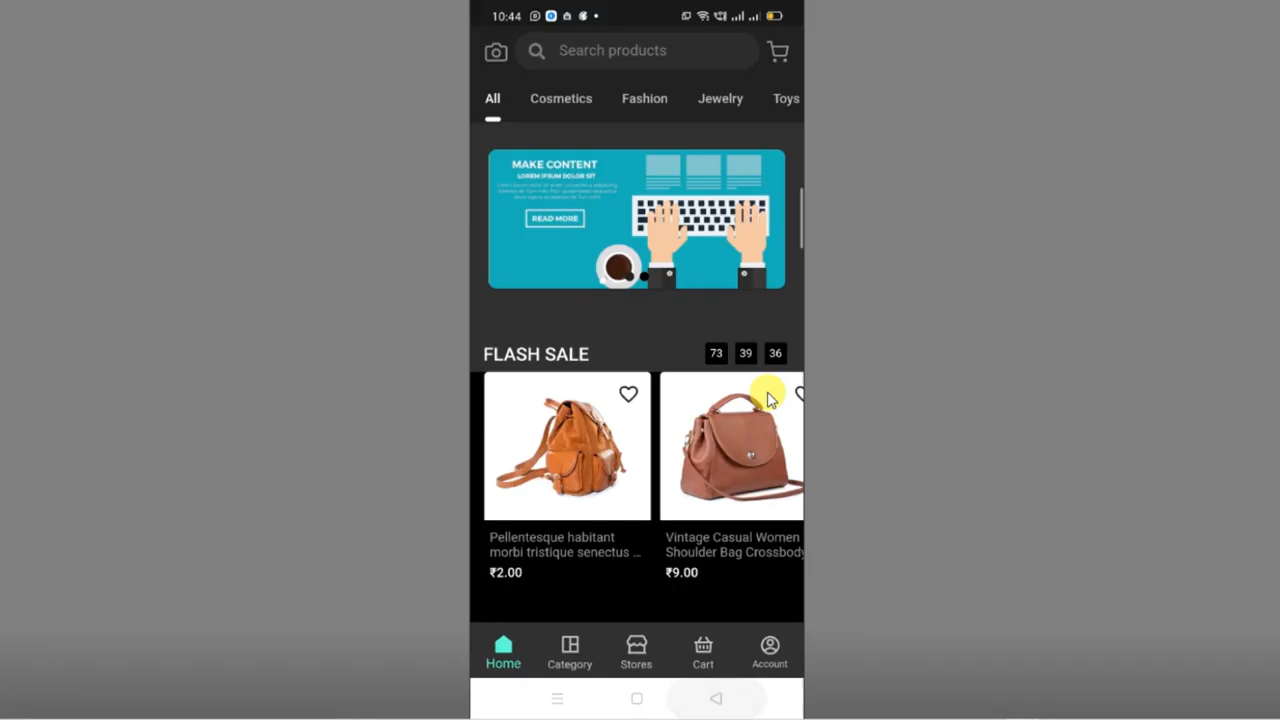 10:44
Search products
All Cosmetics Fashion Jewelry Toys
MAKE CONTENT
LOREM IPSUM DOLOR SIT
READ MORE
FLASH SALE 73 39 36
Pellentesque habitant
morbi tristique senectus ...
₹2.00
Vintage Casual Women
Shoulder Bag Crossbody
₹9.00
Home Category Stores Cart Account